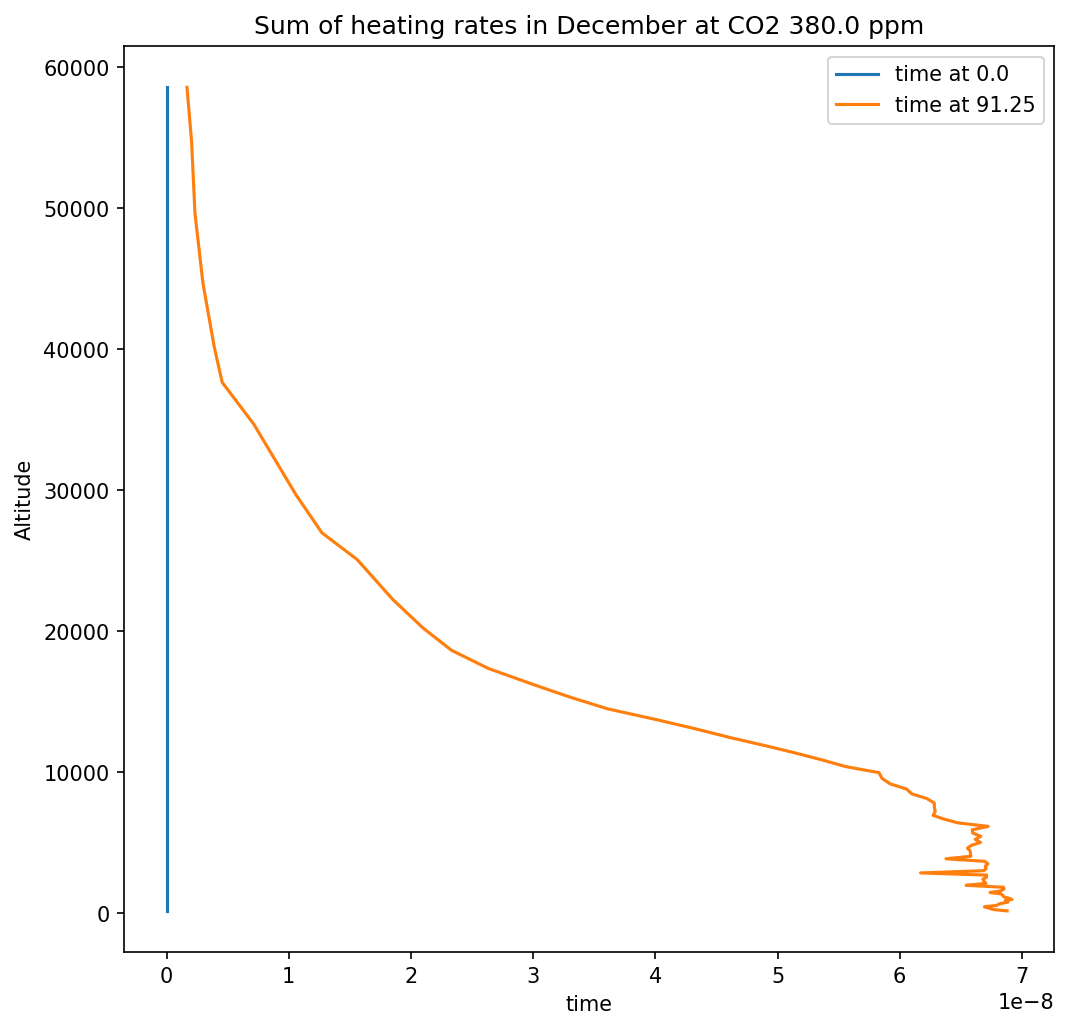 Sum of heating rates in December at CO2 380.0 ppm
time at 0.0
time at 91.25
60000
50000
40000
30000
20000
10000
0
Altitude
0 1 2 3 4 5 6 7
1e−8
time